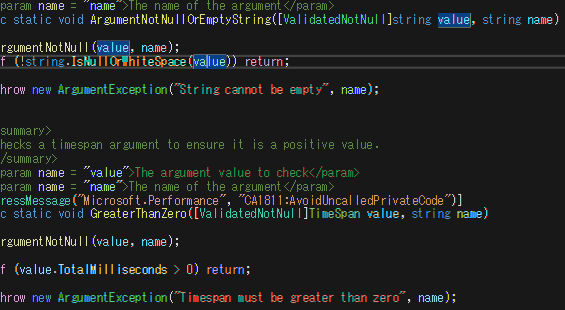 param name = "name">The name of the argument</param>
c static void ArgumentNotNullOrEmptyString([ValidatedNotNull]string value, string name)
rgumentNotNull(value, name);
f (!string.IsNullOrWhiteSpace(value)) return;
hrow new ArgumentException("String cannot be empty", name);
summary>
hecks a timespan argument to ensure it is a positive value.
/summary>
param name = "value">The argument value to check</param>
param name = "name">The name of the argument</param>
ressMessage("Microsoft.Performance", "CA1811:AvoidUncalledPrivateCode")]
c static void GreaterThanZero([ValidatedNotNull]TimeSpan value, string name)
rgumentNotNull(value, name);
f (value.TotalMilliseconds > 0) return;
hrow new ArgumentException("Timespan must be greater than zero", name);